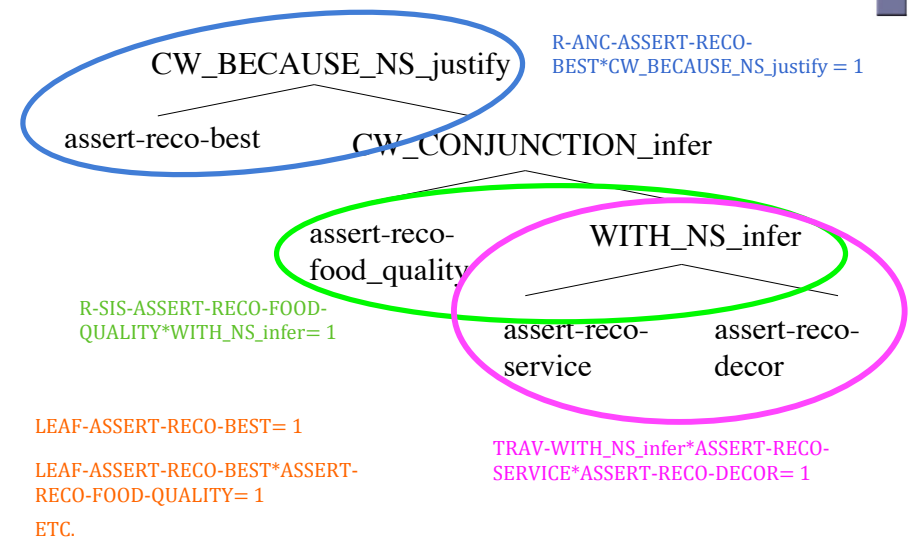 R-ANC-ASSERT-RECO-
BEST*CW_BECAUSE_NS_justify = 1
CW_BECAUSE_NS_justify
assert-reco-best
CW_CONJUNCTION_infer
assert-reco-
food_quality
WITH_NS_infer
R-SIS-ASSERT-RECO-FOOD-
QUALITY*WITH_NS_infer= 1
assert-reco-
service
assert-reco-
decor
LEAF-ASSERT-RECO-BEST= 1
LEAF-ASSERT-RECO-BEST*ASSERT-
RECO-FOOD-QUALITY= 1
ETC.
TRAV-WITH_NS_infer*ASSERT-RECO-
SERVICE*ASSERT-RECO-DECOR= 1